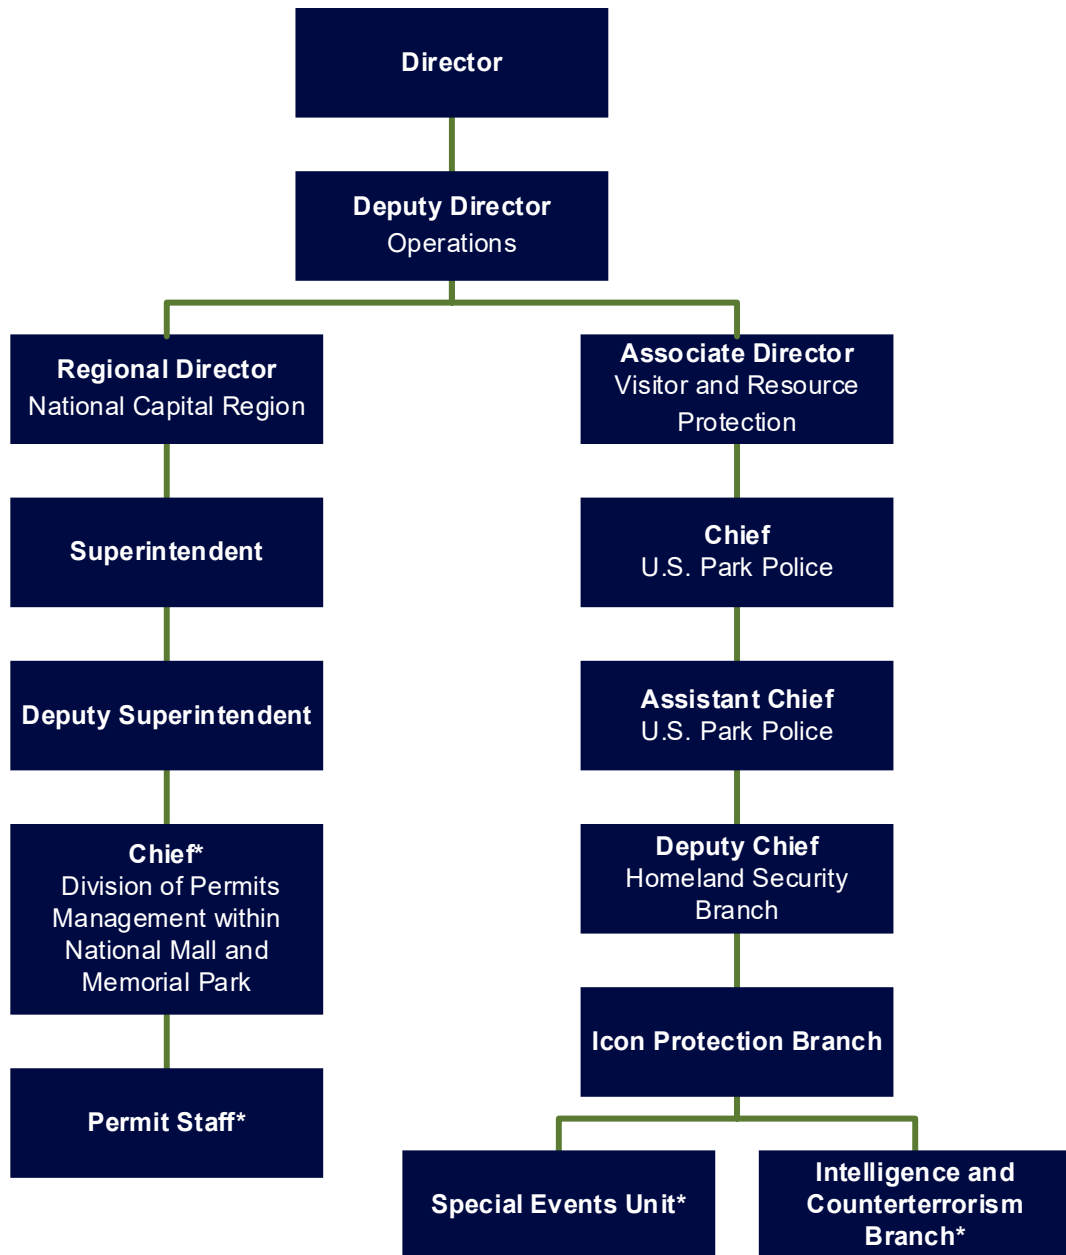 Director
Deputy Director
Operations
Regional Director
National Capital Region
Associate Director
Visitor and Resource
Protection
Superintendent
Chief
U.S. Park Police
Deputy Superintendent
Assistant Chief
U.S. Park Police
Chief*
Division of Permits
Management within
National Mall and
Memorial Park
Deputy Chief
Homeland Security
Branch
Icon Protection Branch
Permit Staff*
Special Events Unit*
Intelligence and
Counterterrorism
Branch*